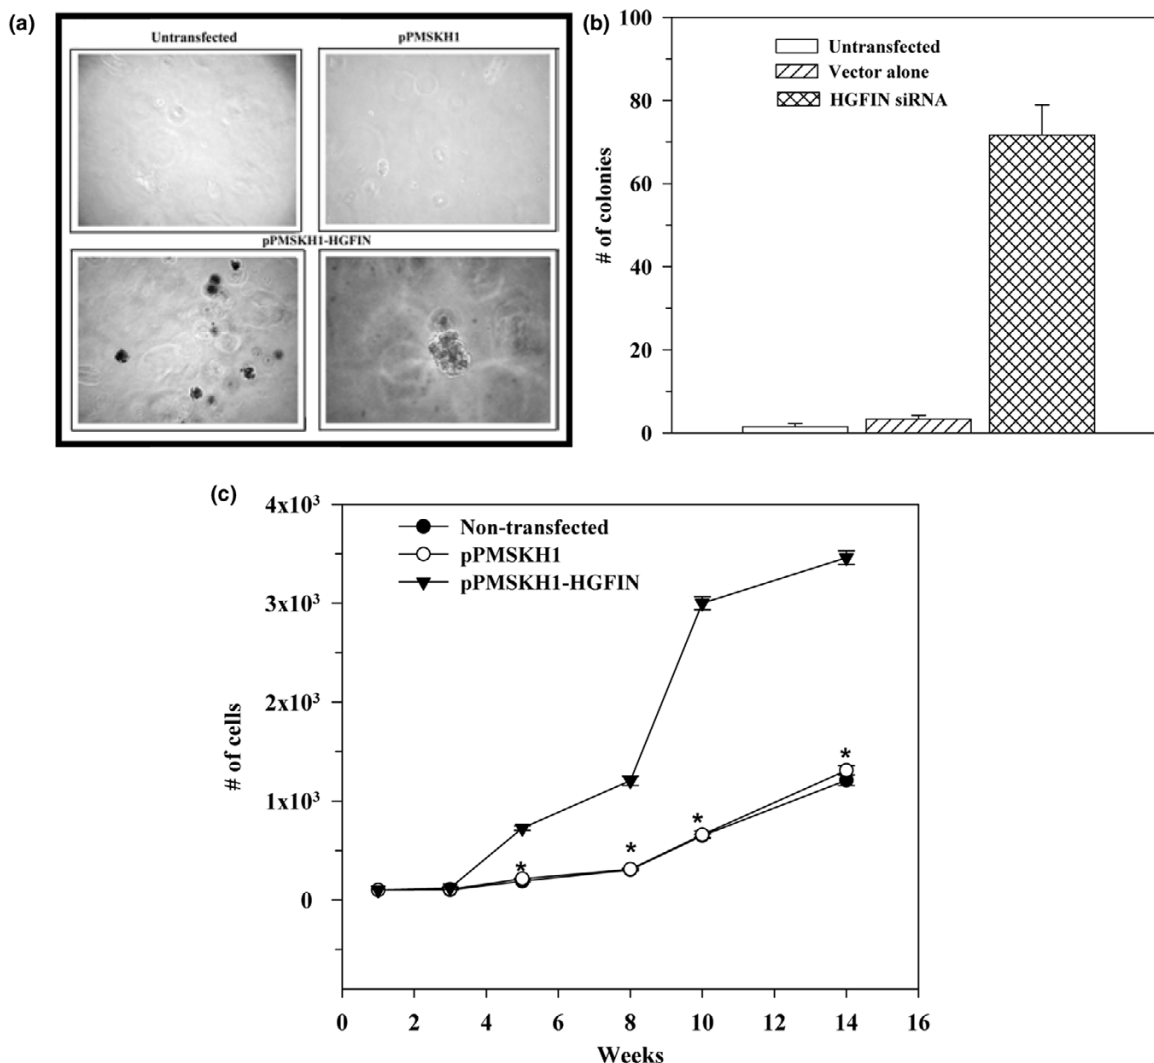 (a)
Untransfected
pPMSKH1
pPMSKH1-HGFIN
(b)
100
80
60
40
20
0
# of colonies
Untransfected
Vector alone
HGFIN siRNA
(c)
4x10³
3x10³
2x10³
1x10³
0
# of cells
Non-transfected
pPMSKH1
pPMSKH1-HGFIN
*
*
*
*
0 2 4 6 8 10 12 14 16
Weeks